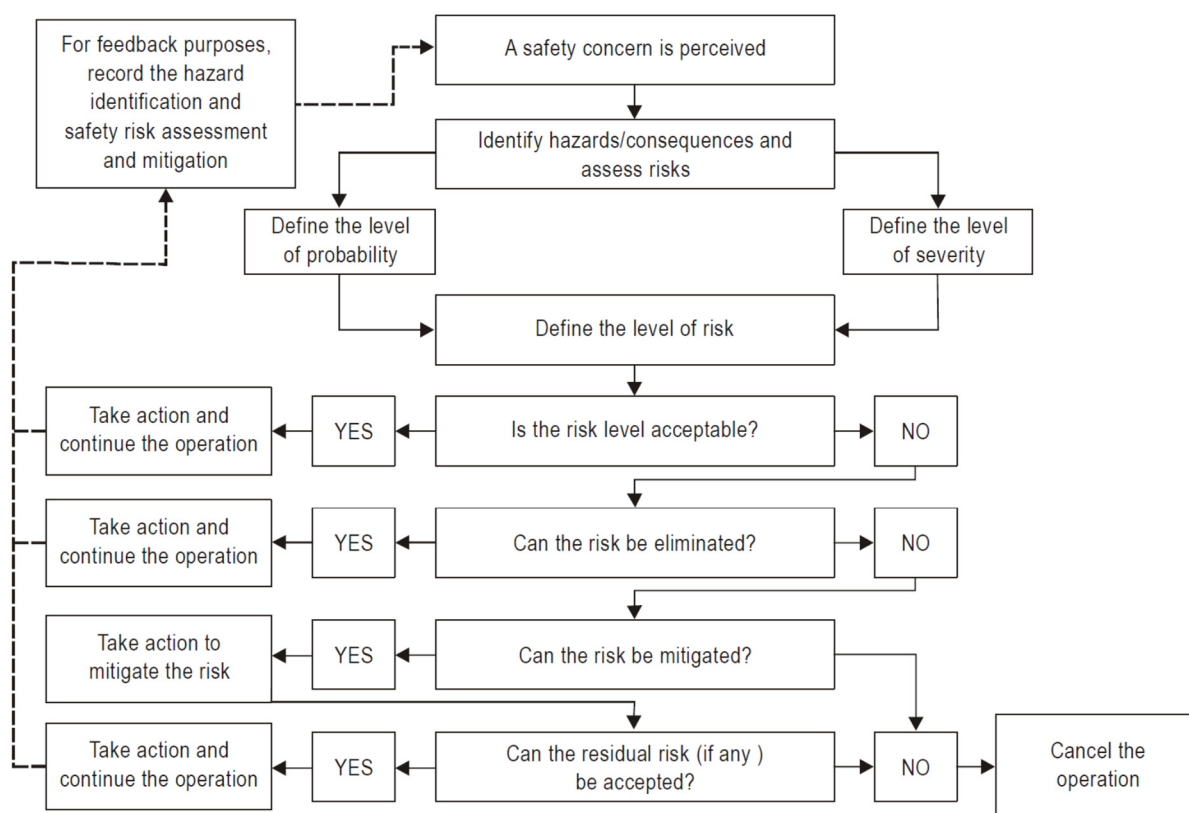 For feedback purposes,
record the hazard
identification and
safety risk assessment
and mitigation
A safety concern is perceived
Identify hazards/consequences and
assess risks
Define the level
of probability
Define the level
of severity
Define the level of risk
Take action and
continue the operation
YES
Is the risk level acceptable?
NO
Take action and
continue the operation
YES
Can the risk be eliminated?
NO
Take action to
mitigate the risk
YES
Can the risk be mitigated?
Take action and
continue the operation
YES
Can the residual risk (if any )
be accepted?
NO
Cancel the
operation